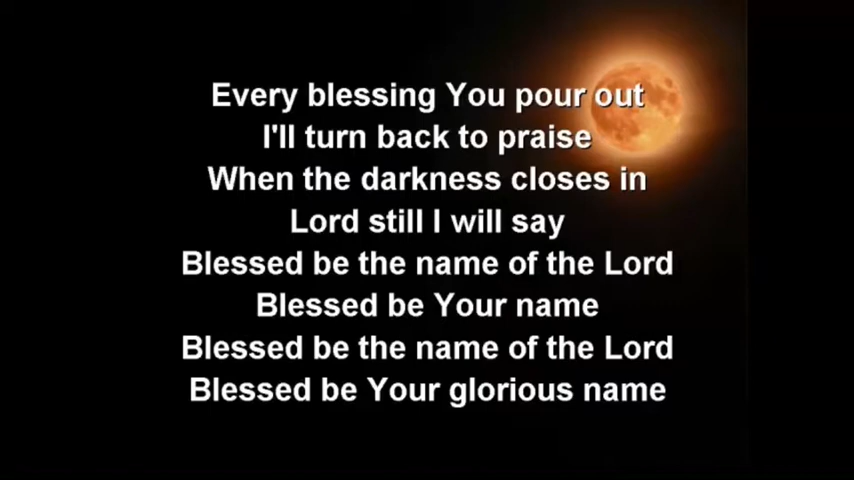 Every blessing You pour out
I'll turn back to praise
When the darkness closes in
Lord still I will say
Blessed be the name of the Lord
Blessed be Your name
Blessed be the name of the Lord
Blessed be Your glorious name